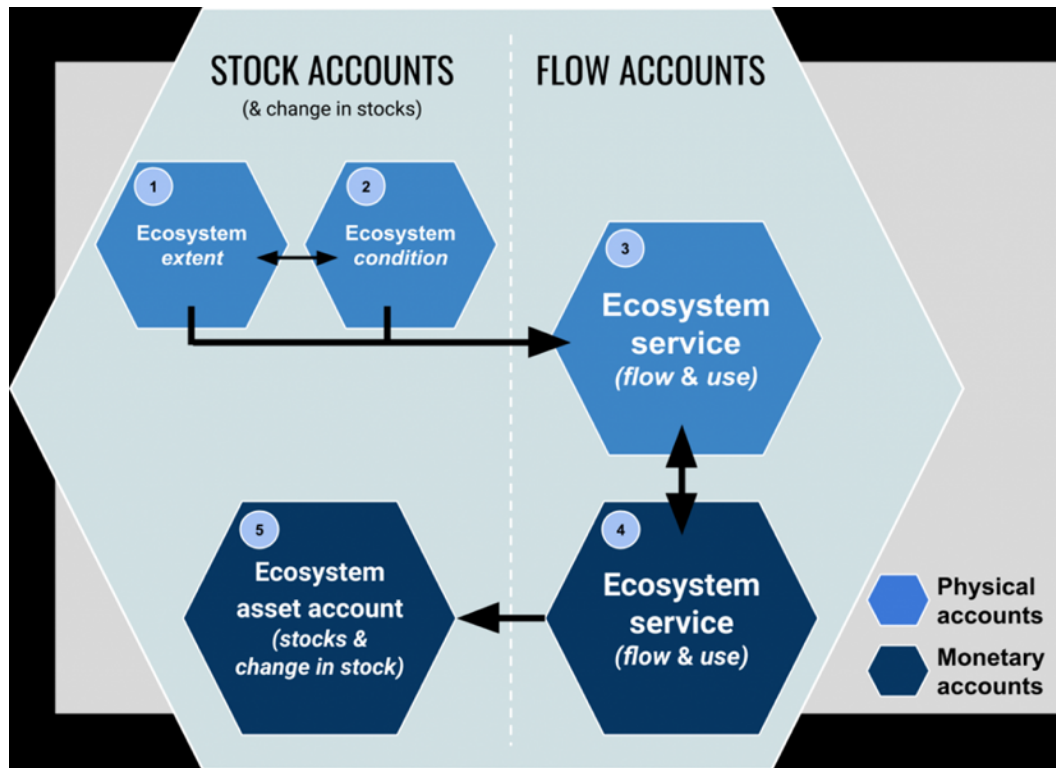 STOCK ACCOUNTS
(& change in stocks)
FLOW ACCOUNTS
1
Ecosystem
extent
2
Ecosystem
condition
3
Ecosystem
service
(flow & use)
4
Ecosystem
service
(flow & use)
5
Ecosystem
asset account
(stocks &
change in stock)
Physical
accounts
Monetary
accounts